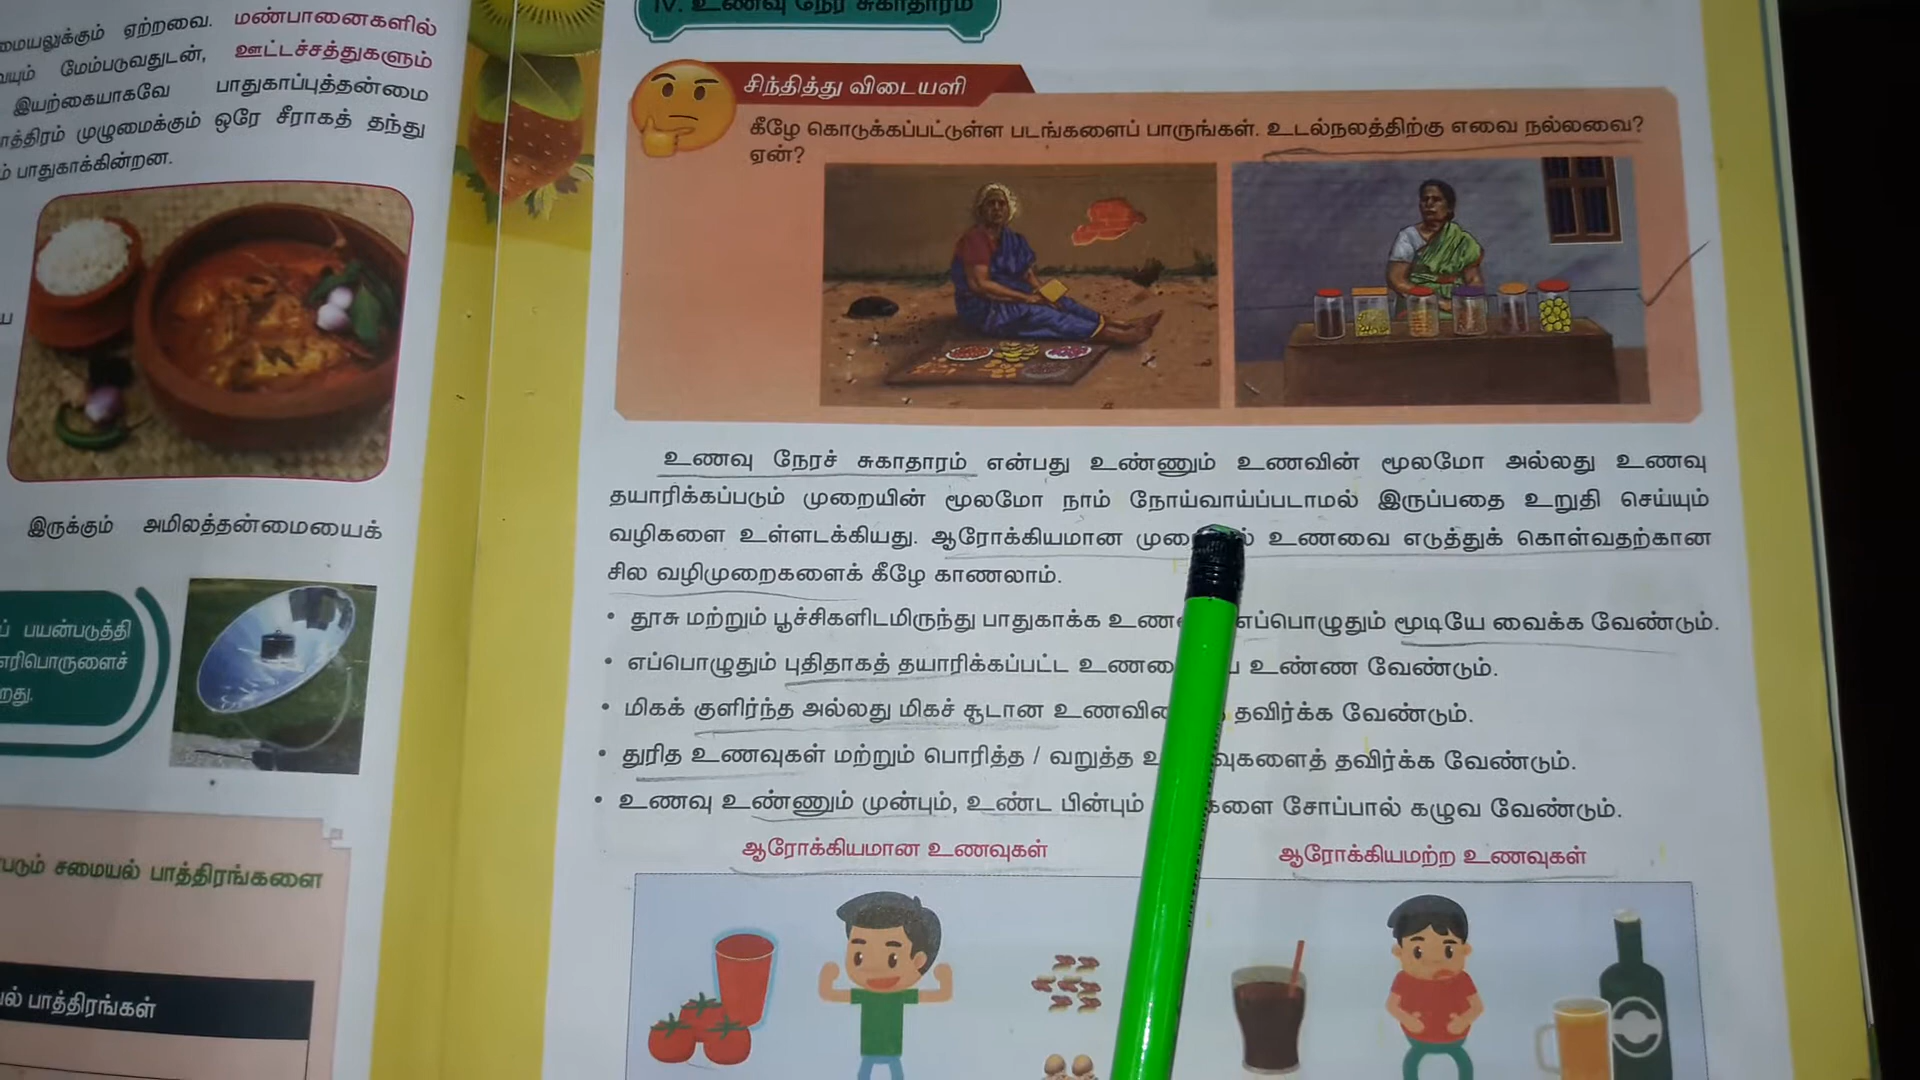 ஏற்றவை. மண்பானைகளில்
மேம்படுவதுடன், ஊட்டச்சத்துகளும்
இயற்கையாகவே பாதுகாப்புத்தன்மை
முழுமைக்கும் ஒரே சீராகத் தந்து
பாதுகாக்கின்றன.
இருக்கும் அமிலத்தன்மையைக்
பயன்படுத்தி
சமையல் பாத்திரங்களை
பாத்திரங்கள்
IV. உணவு நேர சுகாதாரம்
சிந்தித்து விடையளி
கீழே கொடுக்கப்பட்டுள்ள படங்களைப் பாருங்கள். உடல்நலத்திற்கு எவை நல்லவை?
ஏன்?
உணவு நேரச் சுகாதாரம் என்பது உண்ணும் உணவின் மூலமோ அல்லது உணவு
தயாரிக்கப்படும் முறையின் மூலமோ நாம் நோய்வாய்ப்படாமல் இருப்பதை உறுதி செய்யும்
வழிகளை உள்ளடக்கியது. ஆரோக்கியமான உணவை எடுத்துக் கொள்வதற்கான
சில வழிமுறைகளைக் கீழே காணலாம்.
• தூசு மற்றும் பூச்சிகளிடமிருந்து பாதுகாக்க எப்பொழுதும் மூடியே வைக்க வேண்டும்.
• எப்பொழுதும் புதிதாகத் தயாரிக்கப்பட்ட உண்ண வேண்டும்.
• மிகக் குளிர்ந்த அல்லது மிகச் சூடான தவிர்க்க வேண்டும்.
• துரித உணவுகள் மற்றும் பொரித்த / வறுத்த தவிர்க்க வேண்டும்.
• உணவு உண்ணும் முன்பும், உண்ட பின்பும் சோப்பால் கழுவ வேண்டும்.
ஆரோக்கியமான உணவுகள் ஆரோக்கியமற்ற உணவுகள்